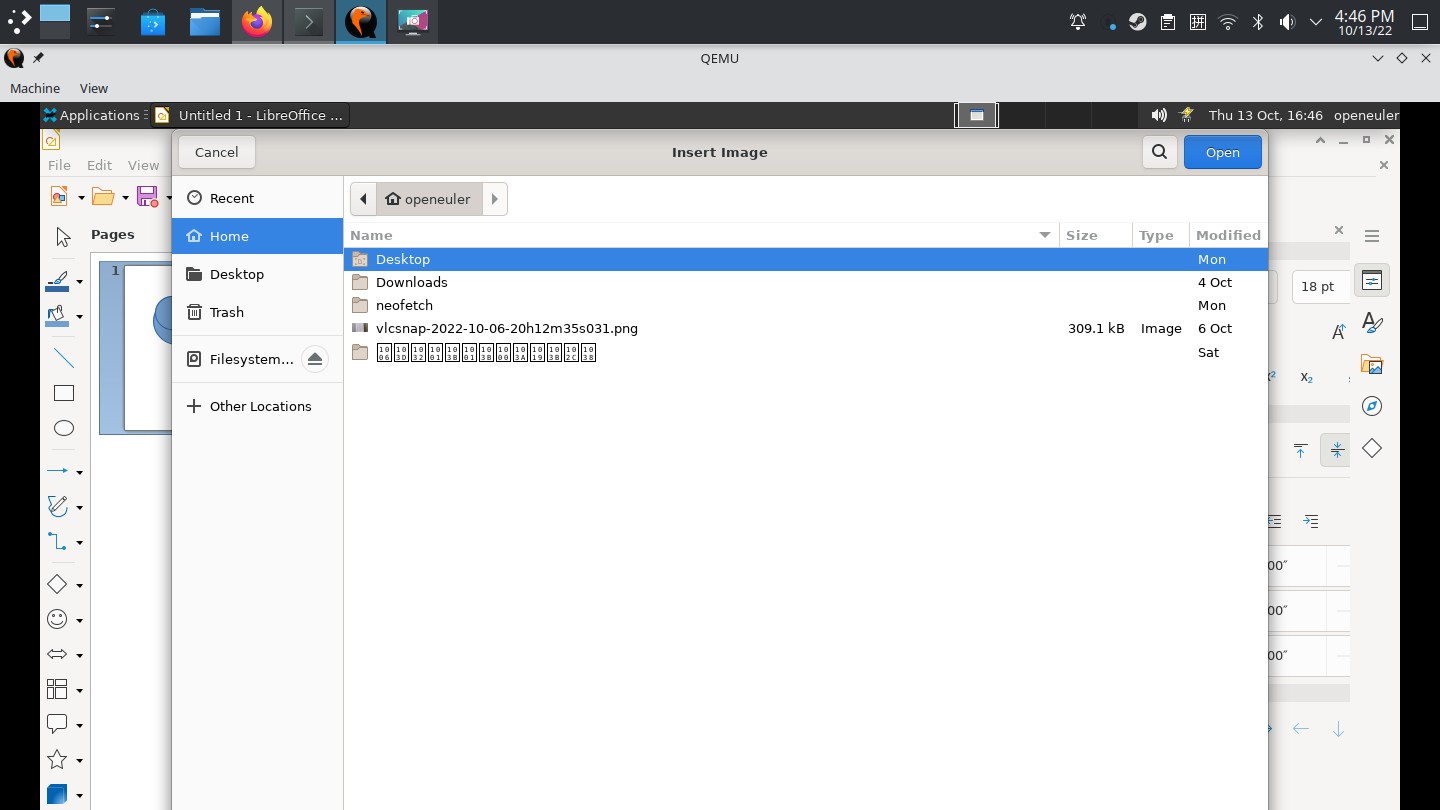 4:46 PM
10/13/22
QEMU
Machine View
Applications Untitled 1 - LibreOffice ... Thu 13 Oct, 16:46 openeuler
Cancel Insert Image Open
File Edit View
Recent
openeuler
Pages
Home
Name Size Type Modified
Desktop Mon
Desktop
Downloads 4 Oct
1
18 pt
Trash
neofetch Mon
vlcsnap-2022-10-06-20h12m35s031.png 309.1 kB Image 6 Oct
Filesystem...
Sat
Other Locations
00″
00″
00″